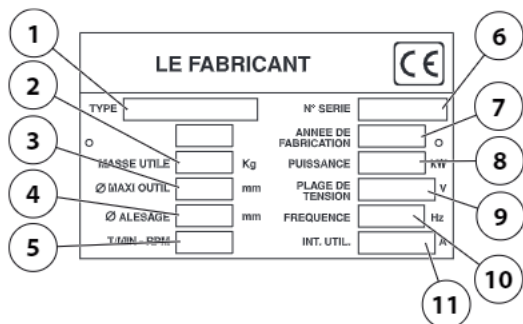 1
6
LE FABRICANT
CE
2
7
TYPE
N° SERIE
3
ANNEE DE
FABRICATION
8
MASSE UTILE Kg
PUISSANCE kW
4
Ø MAXI OUTIL mm
PLAGE DE
TENSION V
9
Ø ALESAGE mm
FREQUENCE Hz
5
T/MIN - RPM
INT. UTIL. A
10
11